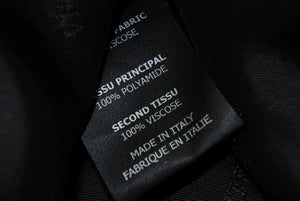 FABRIC
VISCOSE
SSU PRINCIPAL
100% POLYAMIDE
SECOND TISSU
100% VISCOSE
MADE IN ITALY
FABRIQUE EN ITALIE